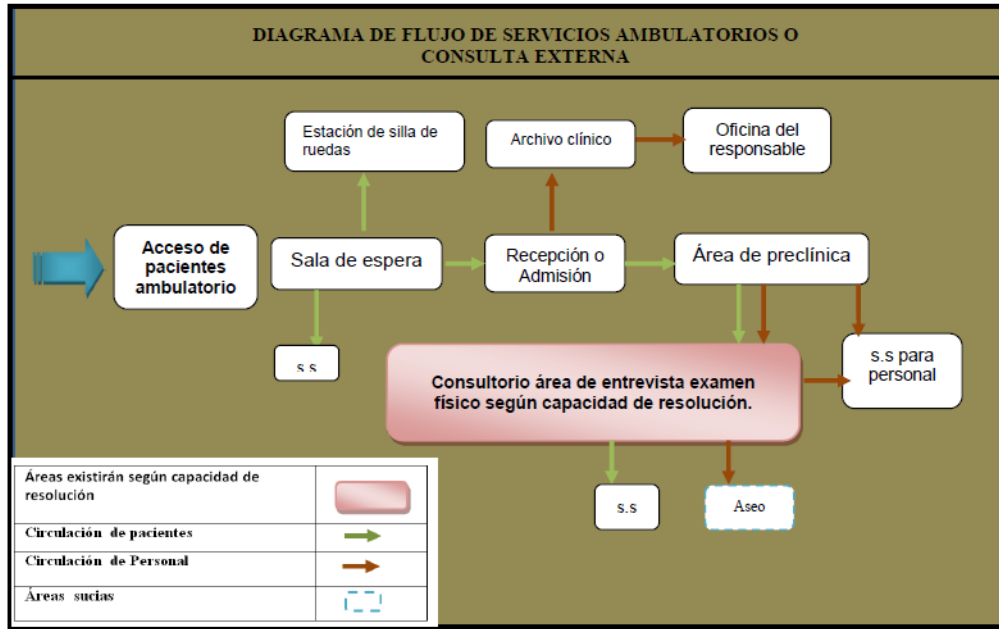 DIAGRAMA DE FLUJO DE SERVICIOS AMBULATORIOS O
CONSULTA EXTERNA
Estación de silla de
ruedas
Archivo clínico
Oficina del
responsable
Acceso de
pacientes
ambulatorio
Sala de espera
Recepción o
Admisión
Área de preclínica
s s
Consultorio área de entrevista examen
físico según capacidad de resolución.
s.s para
personal
s.s
Aseo
Áreas existirán según capacidad de
resolución
Circulación de pacientes
Circulación de Personal
Áreas sucias